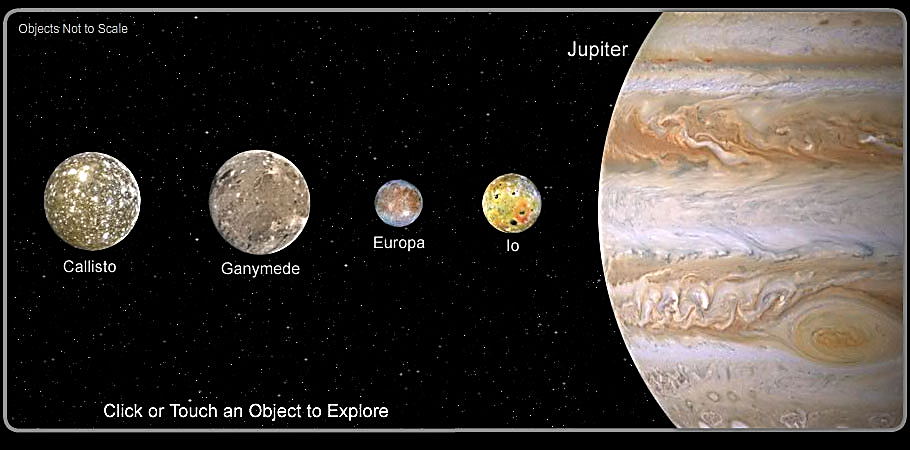 Objects Not to Scale
Jupiter
Europa
Io
Callisto
Ganymede
Click or Touch an Object to Explore